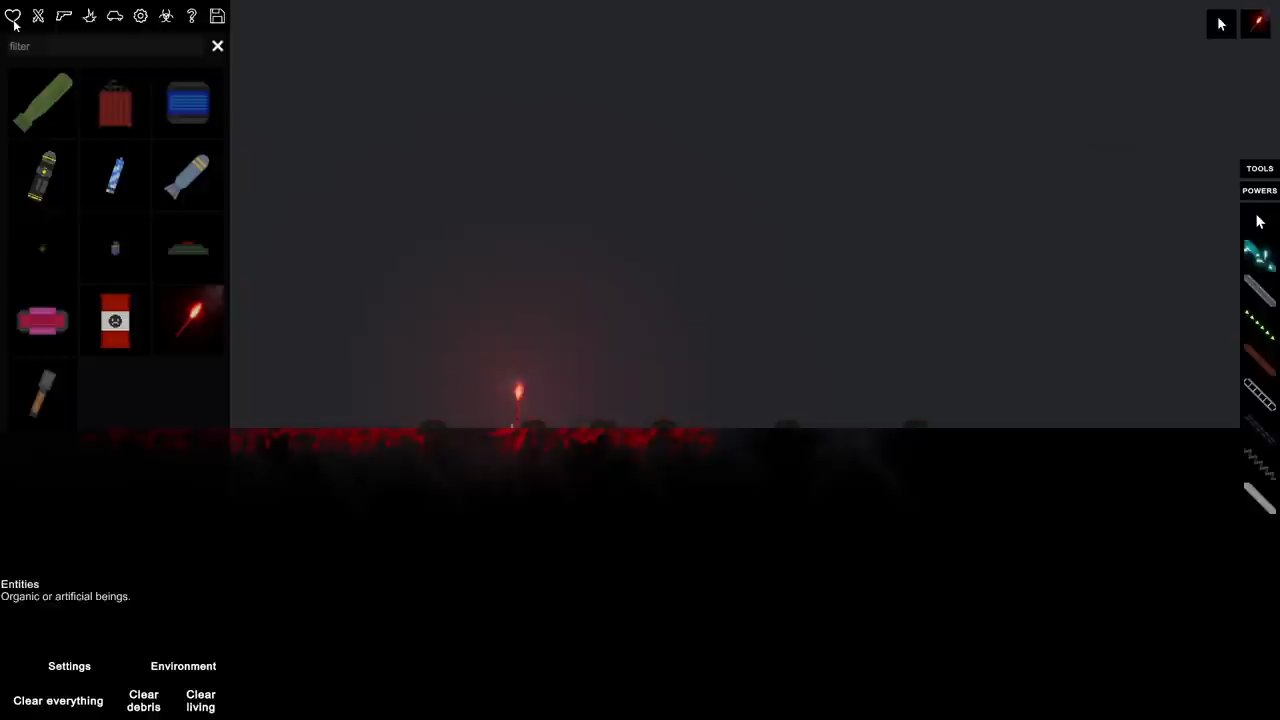 filter
TOOLS
POWERS
Entities
Organic or artificial beings.
Settings
Environment
Clear everything
Clear
debris
Clear
living